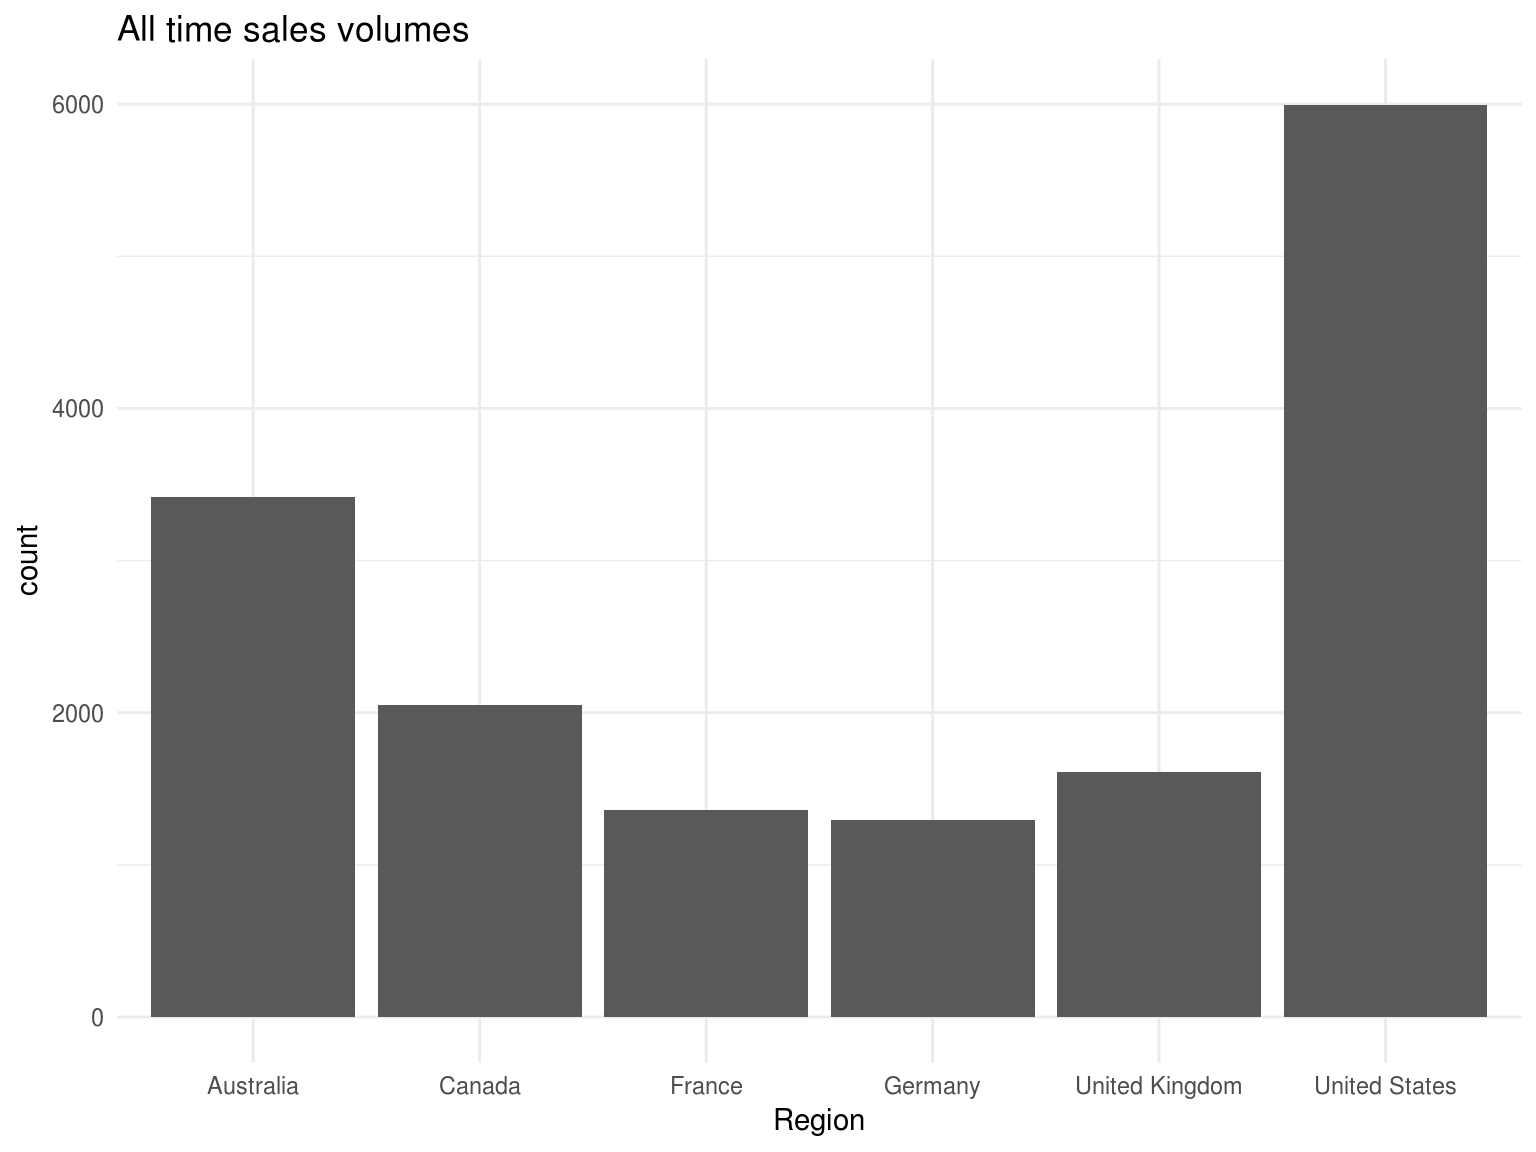 All time sales volumes
6000
4000
2000
0
count
Australia Canada France Germany United Kingdom United States
Region